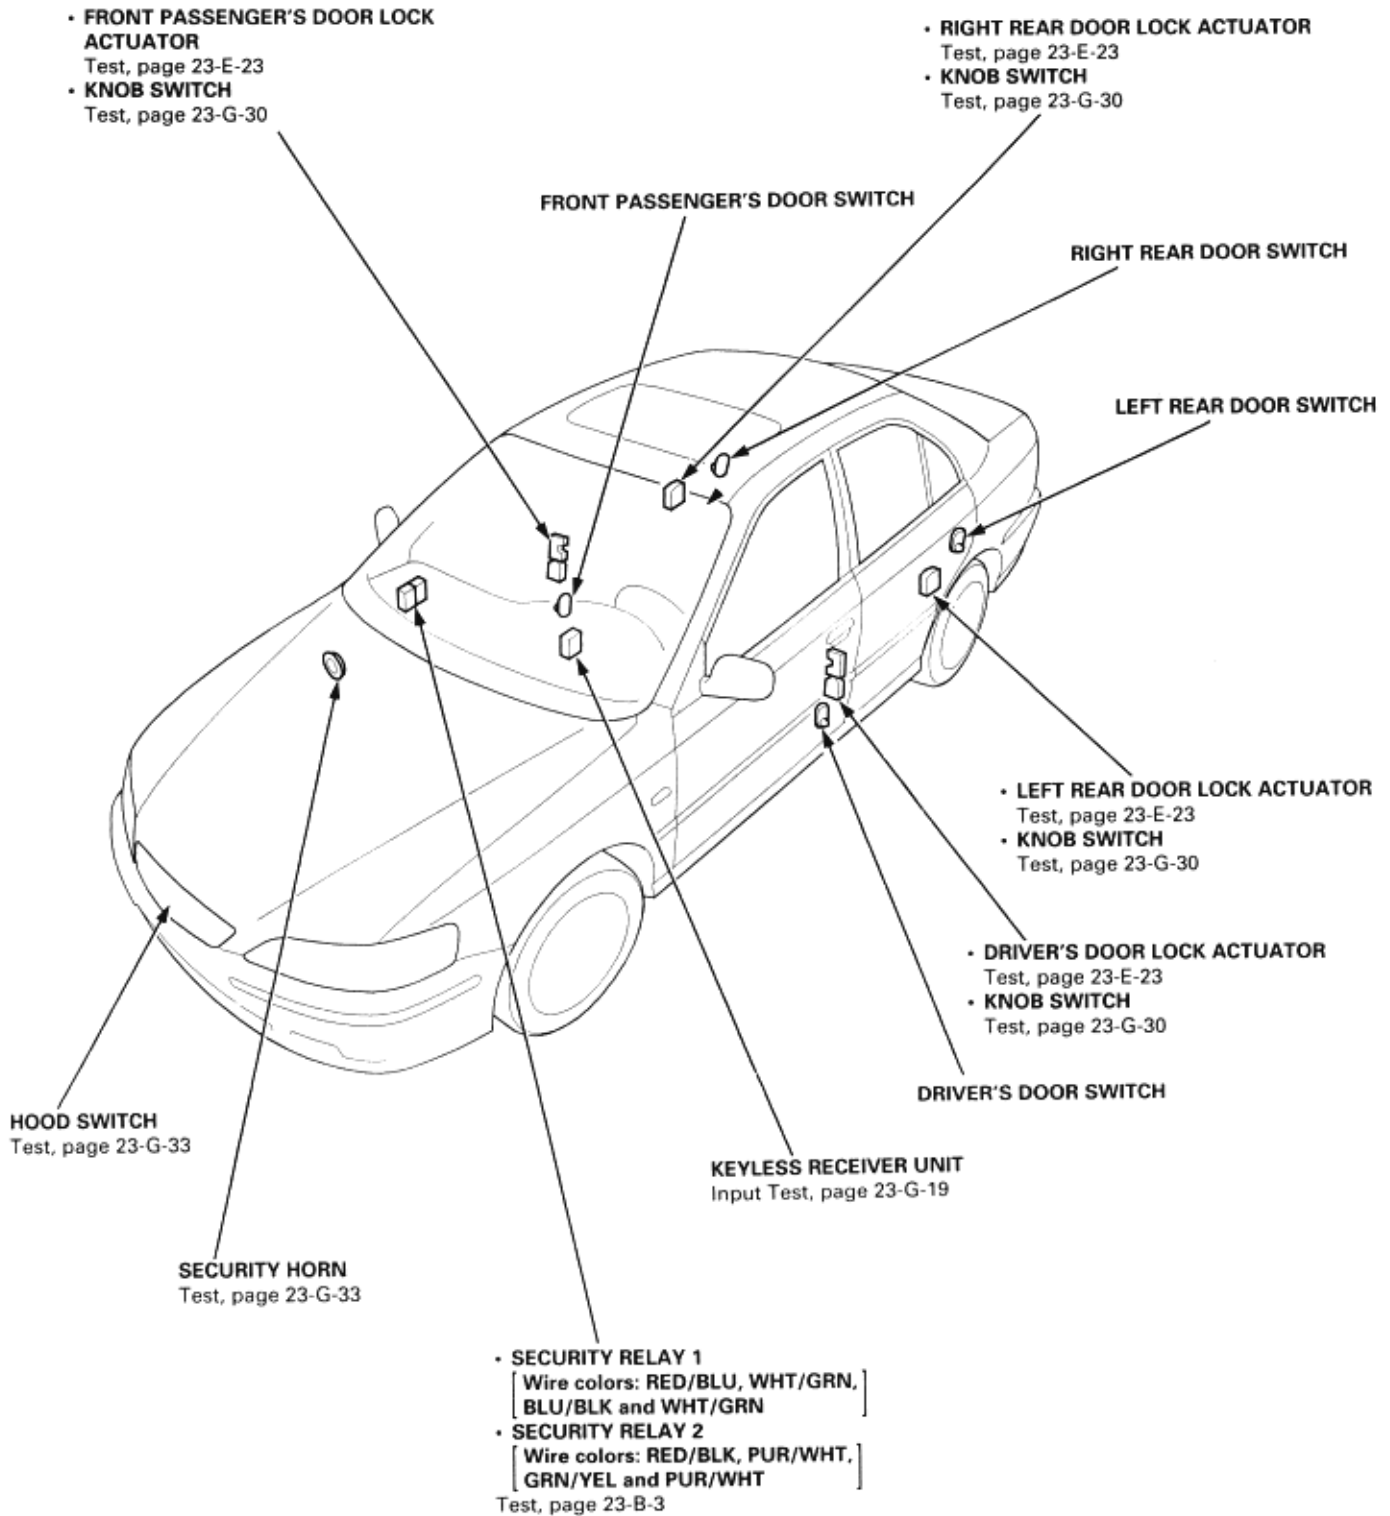 • FRONT PASSENGER'S DOOR LOCK
ACTUATOR
Test, page 23-E-23
• KNOB SWITCH
Test, page 23-G-30
• RIGHT REAR DOOR LOCK ACTUATOR
Test, page 23-E-23
• KNOB SWITCH
Test, page 23-G-30
FRONT PASSENGER'S DOOR SWITCH
RIGHT REAR DOOR SWITCH
LEFT REAR DOOR SWITCH
• LEFT REAR DOOR LOCK ACTUATOR
Test, page 23-E-23
• KNOB SWITCH
Test, page 23-G-30
• DRIVER'S DOOR LOCK ACTUATOR
Test, page 23-E-23
• KNOB SWITCH
Test, page 23-G-30
DRIVER'S DOOR SWITCH
HOOD SWITCH
Test, page 23-G-33
KEYLESS RECEIVER UNIT
Input Test, page 23-G-19
SECURITY HORN
Test, page 23-G-33
• SECURITY RELAY 1
[Wire colors: RED/BLU, WHT/GRN,
BLU/BLK and WHT/GRN]
• SECURITY RELAY 2
[Wire colors: RED/BLK, PUR/WHT,
GRN/YEL and PUR/WHT]
Test, page 23-B-3